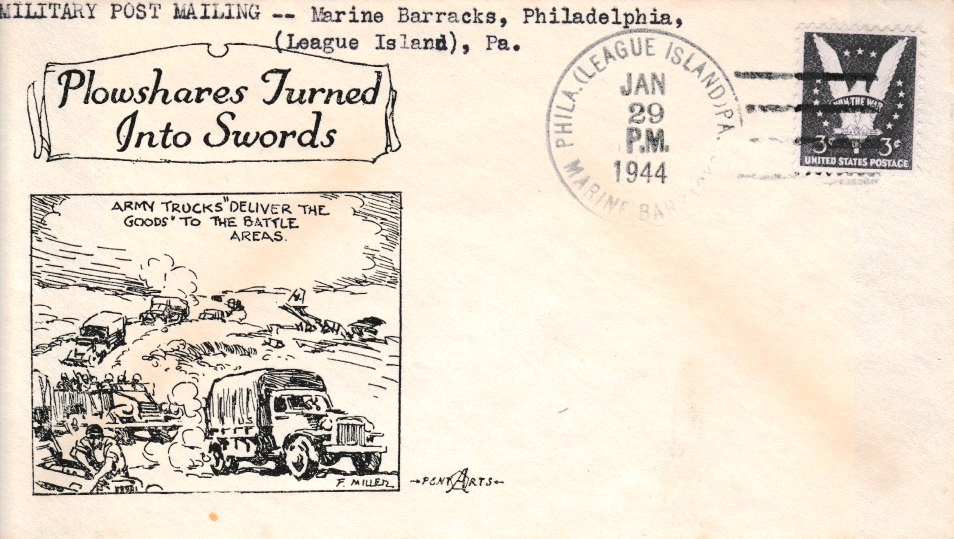 MILITARY POST MAILING -- Marine Barracks, Philadelphia,
(League Island), Pa.
Plowshares Turned
Into Swords
ARMY TRUCKS "DELIVER THE
GOODS" TO THE BATTLE
AREAS.
F. MILLER
PENT ARTS
PHILA. (LEAGUE ISLAND) PA.
JAN
29
P.M.
1944
MARINE
WIN THE WAR
3¢ 3¢
UNITED STATES POSTAGE